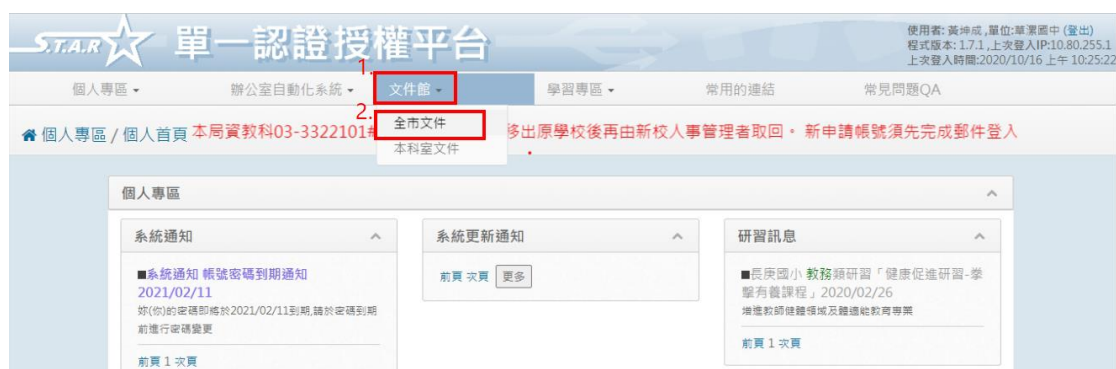 S.T.A.R 單一認證授權平台
使用者: 黃坤成 ,單位:草漯國中 (登出)
程式版本: 1.7.1 ,上次登入IP:10.80.255.1
上次登入時間:2020/10/16 上午 10:25:22
1.
個人專區 辦公室自動化系統 文件館 學習專區 常用的連結 常見問題QA
2.
全市文件
本科室文件
個人專區 / 個人首頁 本局資教科03-3322101# 移出原學校後再由新校人事管理者取回。 新申請帳號須先完成郵件登入
個人專區
系統通知
■系統通知 帳號密碼到期通知
2021/02/11
妳(你)的密碼即將於2021/02/11到期,請於密碼到期
前進行密碼變更
前頁 1 次頁
系統更新通知
前頁 次頁 更多
研習訊息
■長庚國小 教務類研習「健康促進研習-拳
擊有養課程」2020/02/26
增進教師健體領域及體適能教育專業
前頁 1 次頁